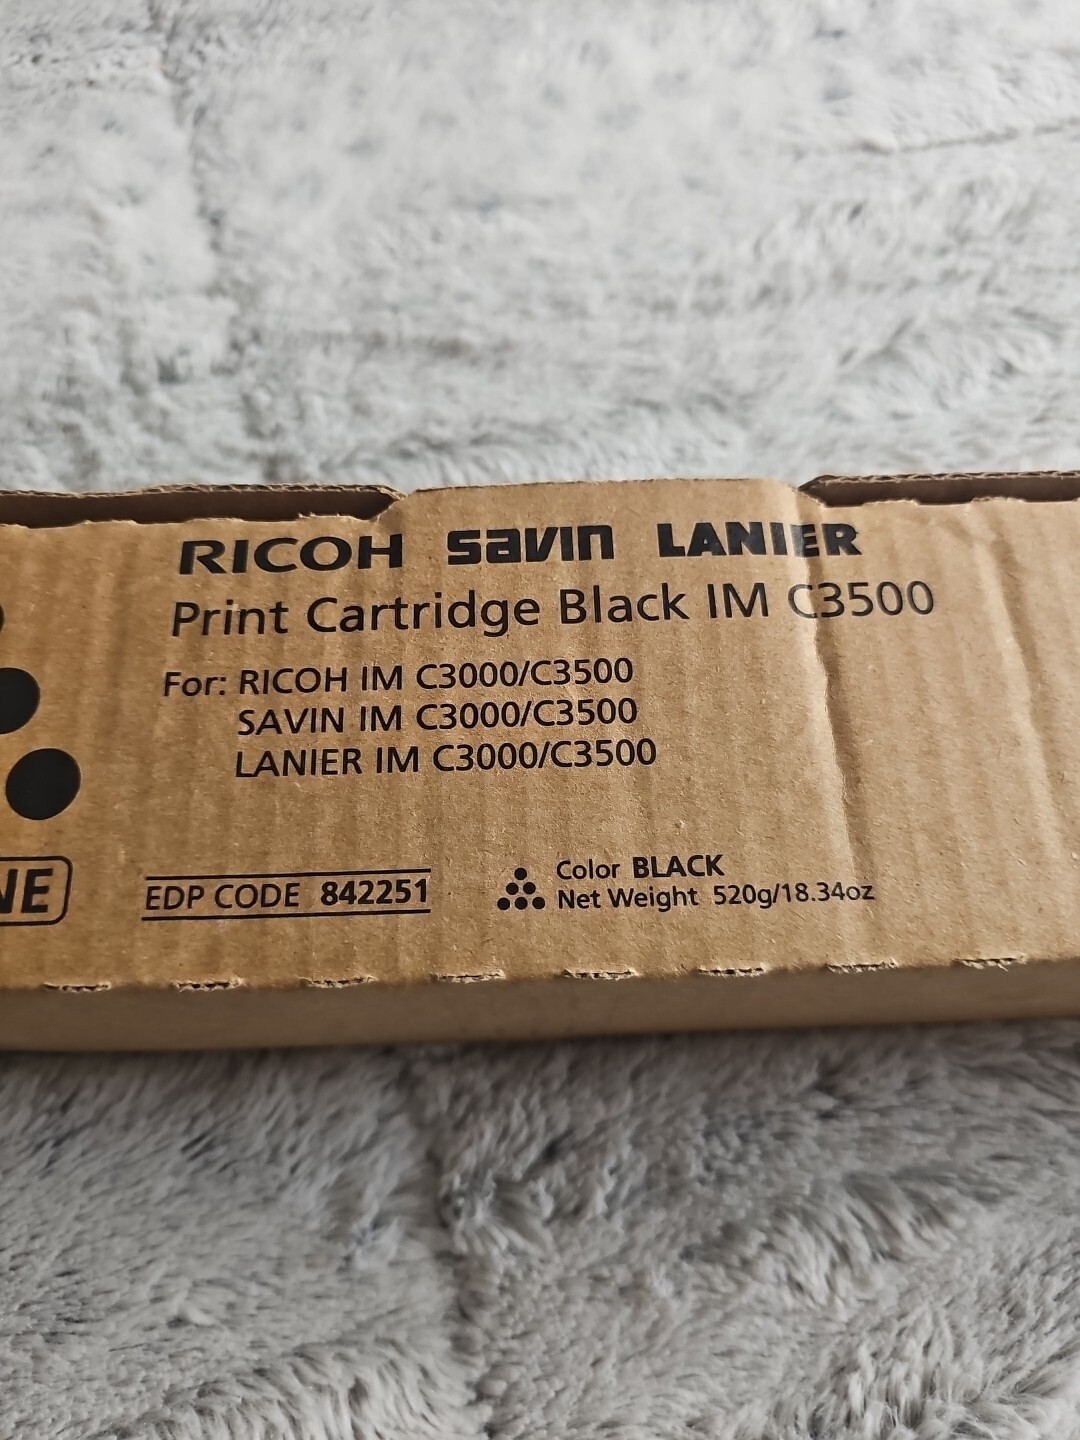 RICOH savin LANIER
Print Cartridge Black IM C3500
For: RICOH IM C3000/C3500
SAVIN IM C3000/C3500
LANIER IM C3000/C3500
NE
EDP CODE 842251
Color BLACK
Net Weight 520g/18.34oz